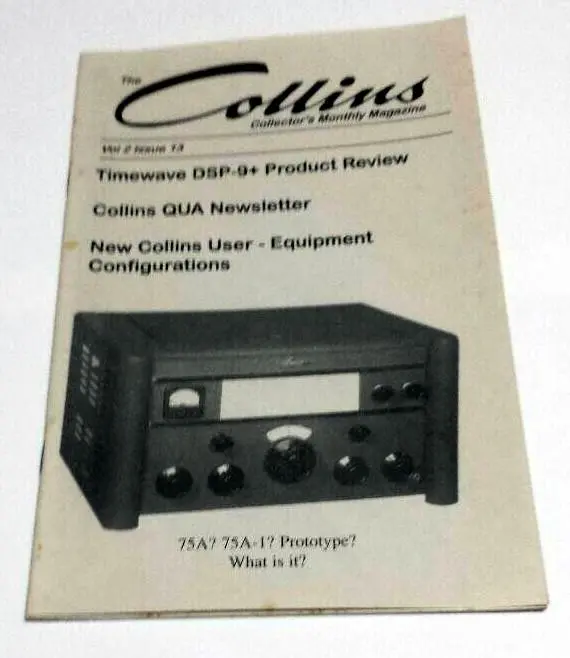 The
Collins
Collector's Monthly Magazine
Vol 2 Issue 13
Timewave DSP-9+ Product Review
Collins QUA Newsletter
New Collins User - Equipment
Configurations
75A? 75A-1? Prototype?
What is it?